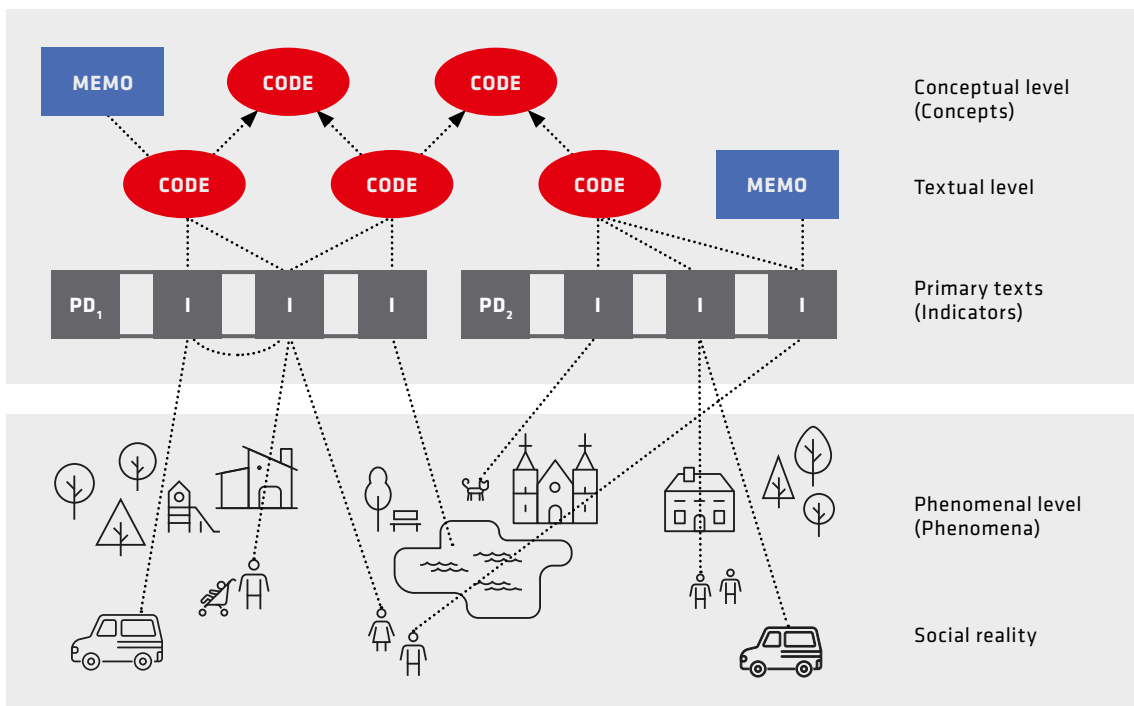 MEMO
CODE
CODE
Conceptual level
(Concepts)
CODE
CODE
CODE
MEMO
Textual level
PD₁
I
I
I
PD₂
I
I
I
Primary texts
(Indicators)
Phenomenal level
(Phenomena)
Social reality